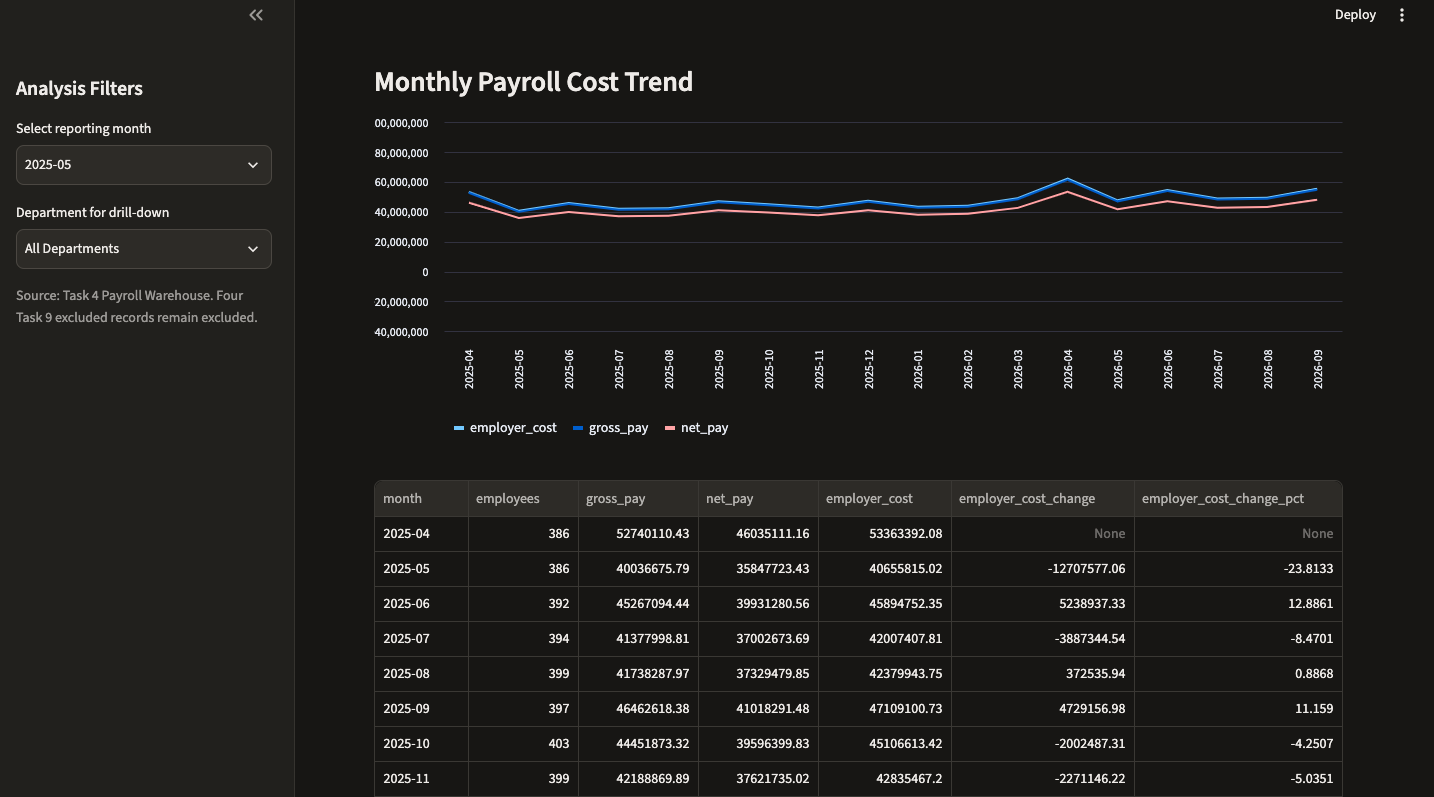 Deploy
Analysis Filters
Select reporting month
2025-05
Department for drill-down
All Departments
Source: Task 4 Payroll Warehouse. Four
Task 9 excluded records remain excluded.
Monthly Payroll Cost Trend
00,000,000
80,000,000
60,000,000
40,000,000
20,000,000
0
20,000,000
40,000,000
2025-04 2025-05 2025-06 2025-07 2025-08 2025-09 2025-10 2025-11 2025-12 2026-01 2026-02 2026-03 2026-04 2026-05 2026-06 2026-07 2026-08 2026-09
employer_cost gross_pay net_pay
month employees gross_pay net_pay employer_cost employer_cost_change employer_cost_change_pct
2025-04 386 52740110.43 46035111.16 53363392.08 None None
2025-05 386 40036675.79 35847723.43 40655815.02 -12707577.06 -23.8133
2025-06 392 45267094.44 39931280.56 45894752.35 5238937.33 12.8861
2025-07 394 41377998.81 37002673.69 42007407.81 -3887344.54 -8.4701
2025-08 399 41738287.97 37329479.85 42379943.75 372535.94 0.8868
2025-09 397 46462618.38 41018291.48 47109100.73 4729156.98 11.159
2025-10 403 44451873.32 39596399.83 45106613.42 -2002487.31 -4.2507
2025-11 399 42188869.89 37621735.02 42835467.2 -2271146.22 -5.0351